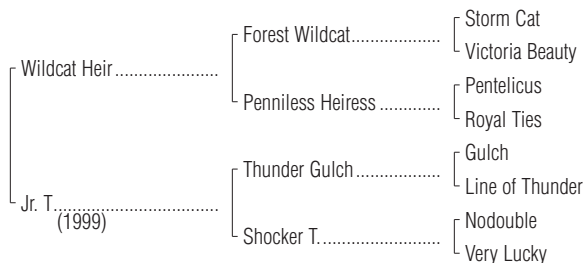 Storm Cat
Forest Wildcat....................
Victoria Beauty
Wildcat Heir.......................
Pentelicus
Penniless Heiress..............
Royal Ties
Gulch
Thunder Gulch...................
Line of Thunder
Jr. T.....................................
(1999)
Nodouble
Shocker T..........................
Very Lucky